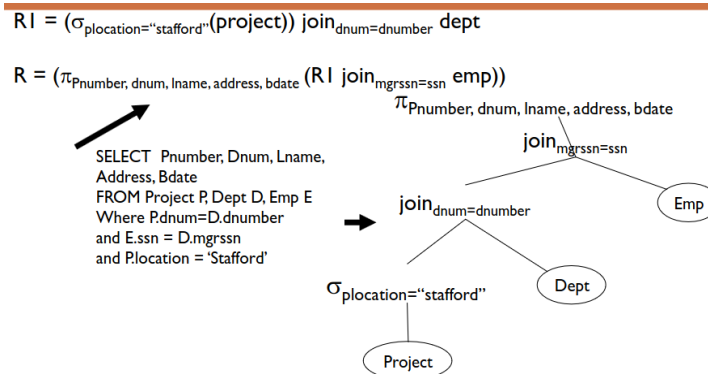 R1 = (σplocation=“stafford”(project)) joindnum=dnumber dept
R = (πPnumber, dnum, lname, address, bdate (R1 joinmgrssn=ssn emp))
πPnumber, dnum, lname, address, bdate
joinmgrssn=ssn
SELECT Pnumber, Dnum, Lname,
Address, Bdate
FROM Project P, Dept D, Emp E
Where P.dnum=D.dnumber
and E.ssn = D.mgrssn
and P.location = ‘Stafford’
joindnum=dnumber
Emp
σplocation=“stafford”
Dept
Project